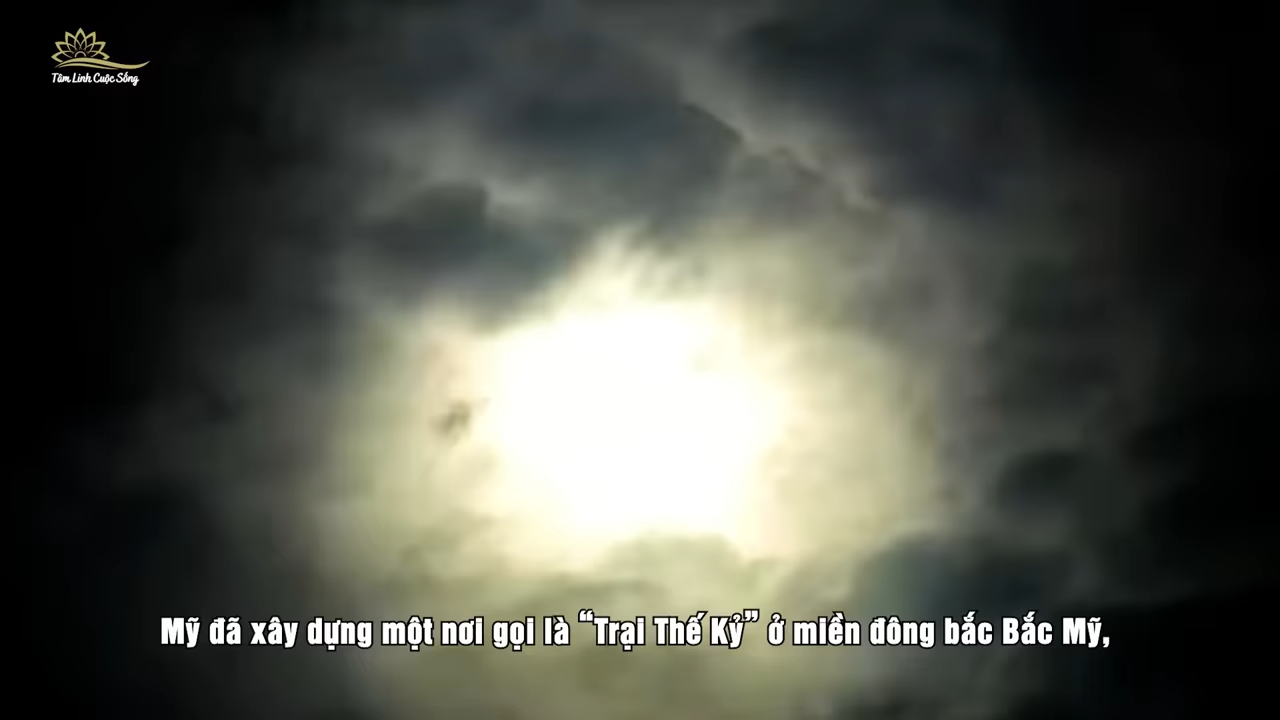 Tâm Linh Cuộc Sống
Mỹ đã xây dựng một nơi gọi là “Trại Thế Kỷ” ở miền đông bắc Bắc Mỹ,